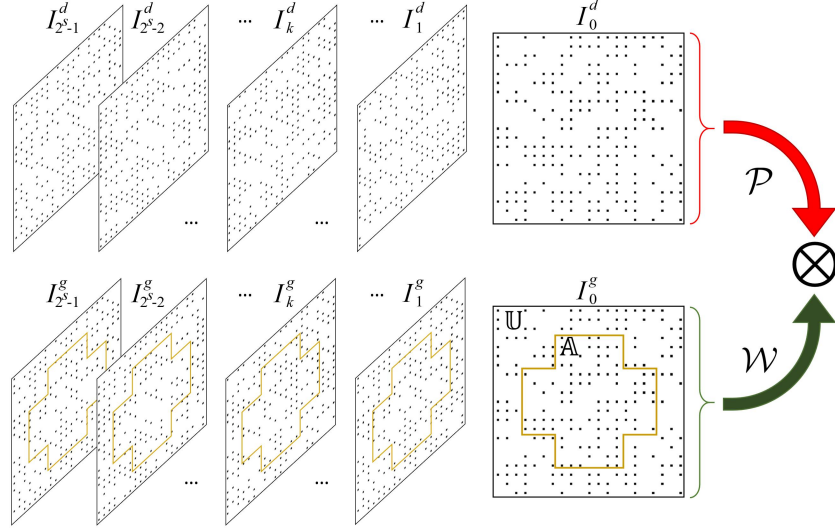 I^d_{2^s-1} I^d_{2^s-2} ... I^d_k ... I^d_1 I^d_0
... ...
𝒫
⊗
I^g_{2^s-1} I^g_{2^s-2} ... I^g_k ... I^g_1 I^g_0
𝕌
𝔸
𝒲
... ...